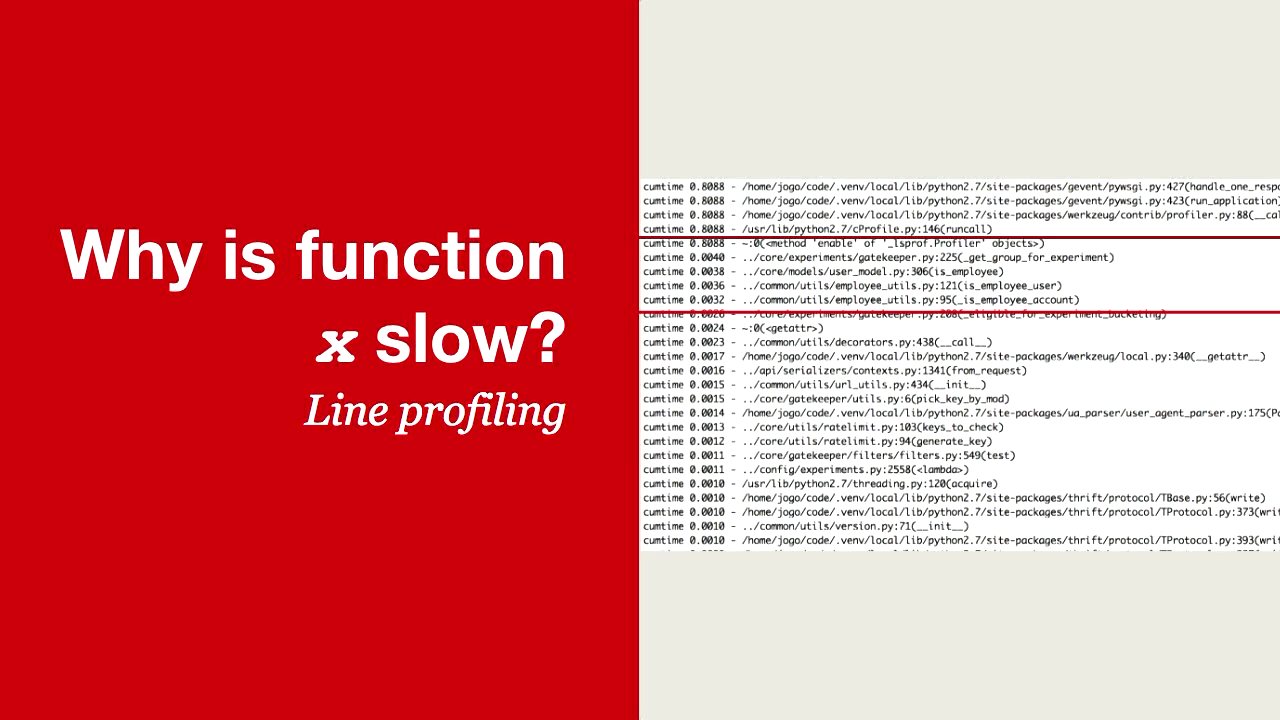 Why is function
x slow?
Line profiling
cumtime 0.8088 - /home/jogo/code/.venv/local/lib/python2.7/site-packages/gevent/pywsgi.py:427(handle_one_respo
cumtime 0.8088 - /home/jogo/code/.venv/local/lib/python2.7/site-packages/gevent/pywsgi.py:423(run_application)
cumtime 0.8088 - /home/jogo/code/.venv/local/lib/python2.7/site-packages/werkzeug/contrib/profiler.py:88(__cal
cumtime 0.8088 - /usr/lib/python2.7/cProfile.py:146(runcall)
cumtime 0.8088 - ~:0(<method 'enable' of '_lsprof.Profiler' objects>)
cumtime 0.0040 - ../core/experiments/gatekeeper.py:225(_get_group_for_experiment)
cumtime 0.0038 - ../core/models/user_model.py:306(is_employee)
cumtime 0.0036 - ../common/utils/employee_utils.py:121(is_employee_user)
cumtime 0.0032 - ../common/utils/employee_utils.py:95(_is_employee_account)
cumtime 0.0026 - ../core/experiments/gatekeeper.py:208(_eligible_for_experiment_bucketing)
cumtime 0.0024 - ~:0(<getattr>)
cumtime 0.0023 - ../common/utils/decorators.py:438(__call__)
cumtime 0.0017 - /home/jogo/code/.venv/local/lib/python2.7/site-packages/werkzeug/local.py:340(__getattr__)
cumtime 0.0016 - ../api/serializers/contexts.py:1341(from_request)
cumtime 0.0015 - ../common/utils/url_utils.py:434(__init__)
cumtime 0.0015 - ../core/gatekeeper/utils.py:6(pick_key_by_mod)
cumtime 0.0014 - /home/jogo/code/.venv/local/lib/python2.7/site-packages/ua_parser/user_agent_parser.py:175(Pa
cumtime 0.0013 - ../core/utils/ratelimit.py:103(keys_to_check)
cumtime 0.0012 - ../core/utils/ratelimit.py:94(generate_key)
cumtime 0.0011 - ../core/gatekeeper/filters/filters.py:549(test)
cumtime 0.0011 - ../config/experiments.py:2558(<lambda>)
cumtime 0.0010 - /usr/lib/python2.7/threading.py:120(acquire)
cumtime 0.0010 - /home/jogo/code/.venv/local/lib/python2.7/site-packages/thrift/protocol/TBase.py:56(write)
cumtime 0.0010 - /home/jogo/code/.venv/local/lib/python2.7/site-packages/thrift/protocol/TProtocol.py:373(writ
cumtime 0.0010 - ../common/utils/version.py:71(__init__)
cumtime 0.0010 - /home/jogo/code/.venv/local/lib/python2.7/site-packages/thrift/protocol/TProtocol.py:393(writ